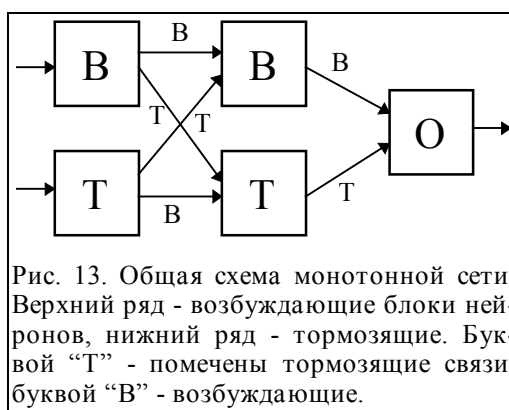 В
В В
В
Т Т
О
Т Т
В
Т
Рис. 13. Общая схема монотонной сети.
Верхний ряд - возбуждающие блоки ней-
ронов, нижний ряд - тормозящие. Бук-
вой “Т” - помечены тормозящие связи,
буквой “В” - возбуждающие.